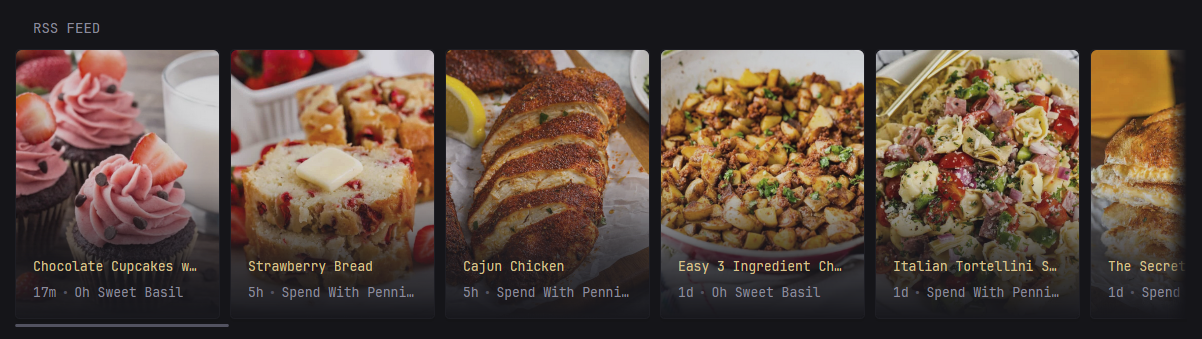 RSS FEED
Chocolate Cupcakes w…
17m • Oh Sweet Basil
Strawberry Bread
5h • Spend With Penni…
Cajun Chicken
5h • Spend With Penni…
Easy 3 Ingredient Ch…
1d • Oh Sweet Basil
Italian Tortellini S…
1d • Spend With Penni…
The Secret
1d • Spend